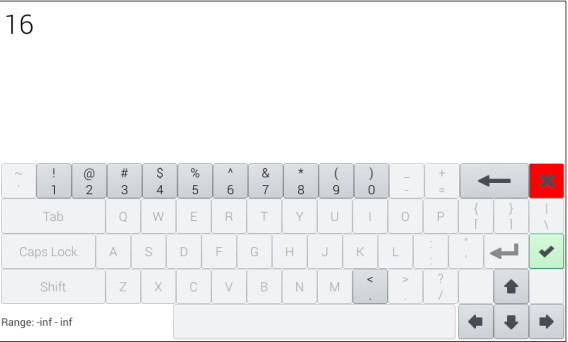 16
~ ! @ # $ % ^ & * ( ) _ +
` 1 2 3 4 5 6 7 8 9 0 - =
Tab Q W E R T Y U I O P { } |
[ ] \
Caps Lock A S D F G H J K L : "
; '
Shift Z X C V B N M < > ?
. . /
Range: -inf - inf